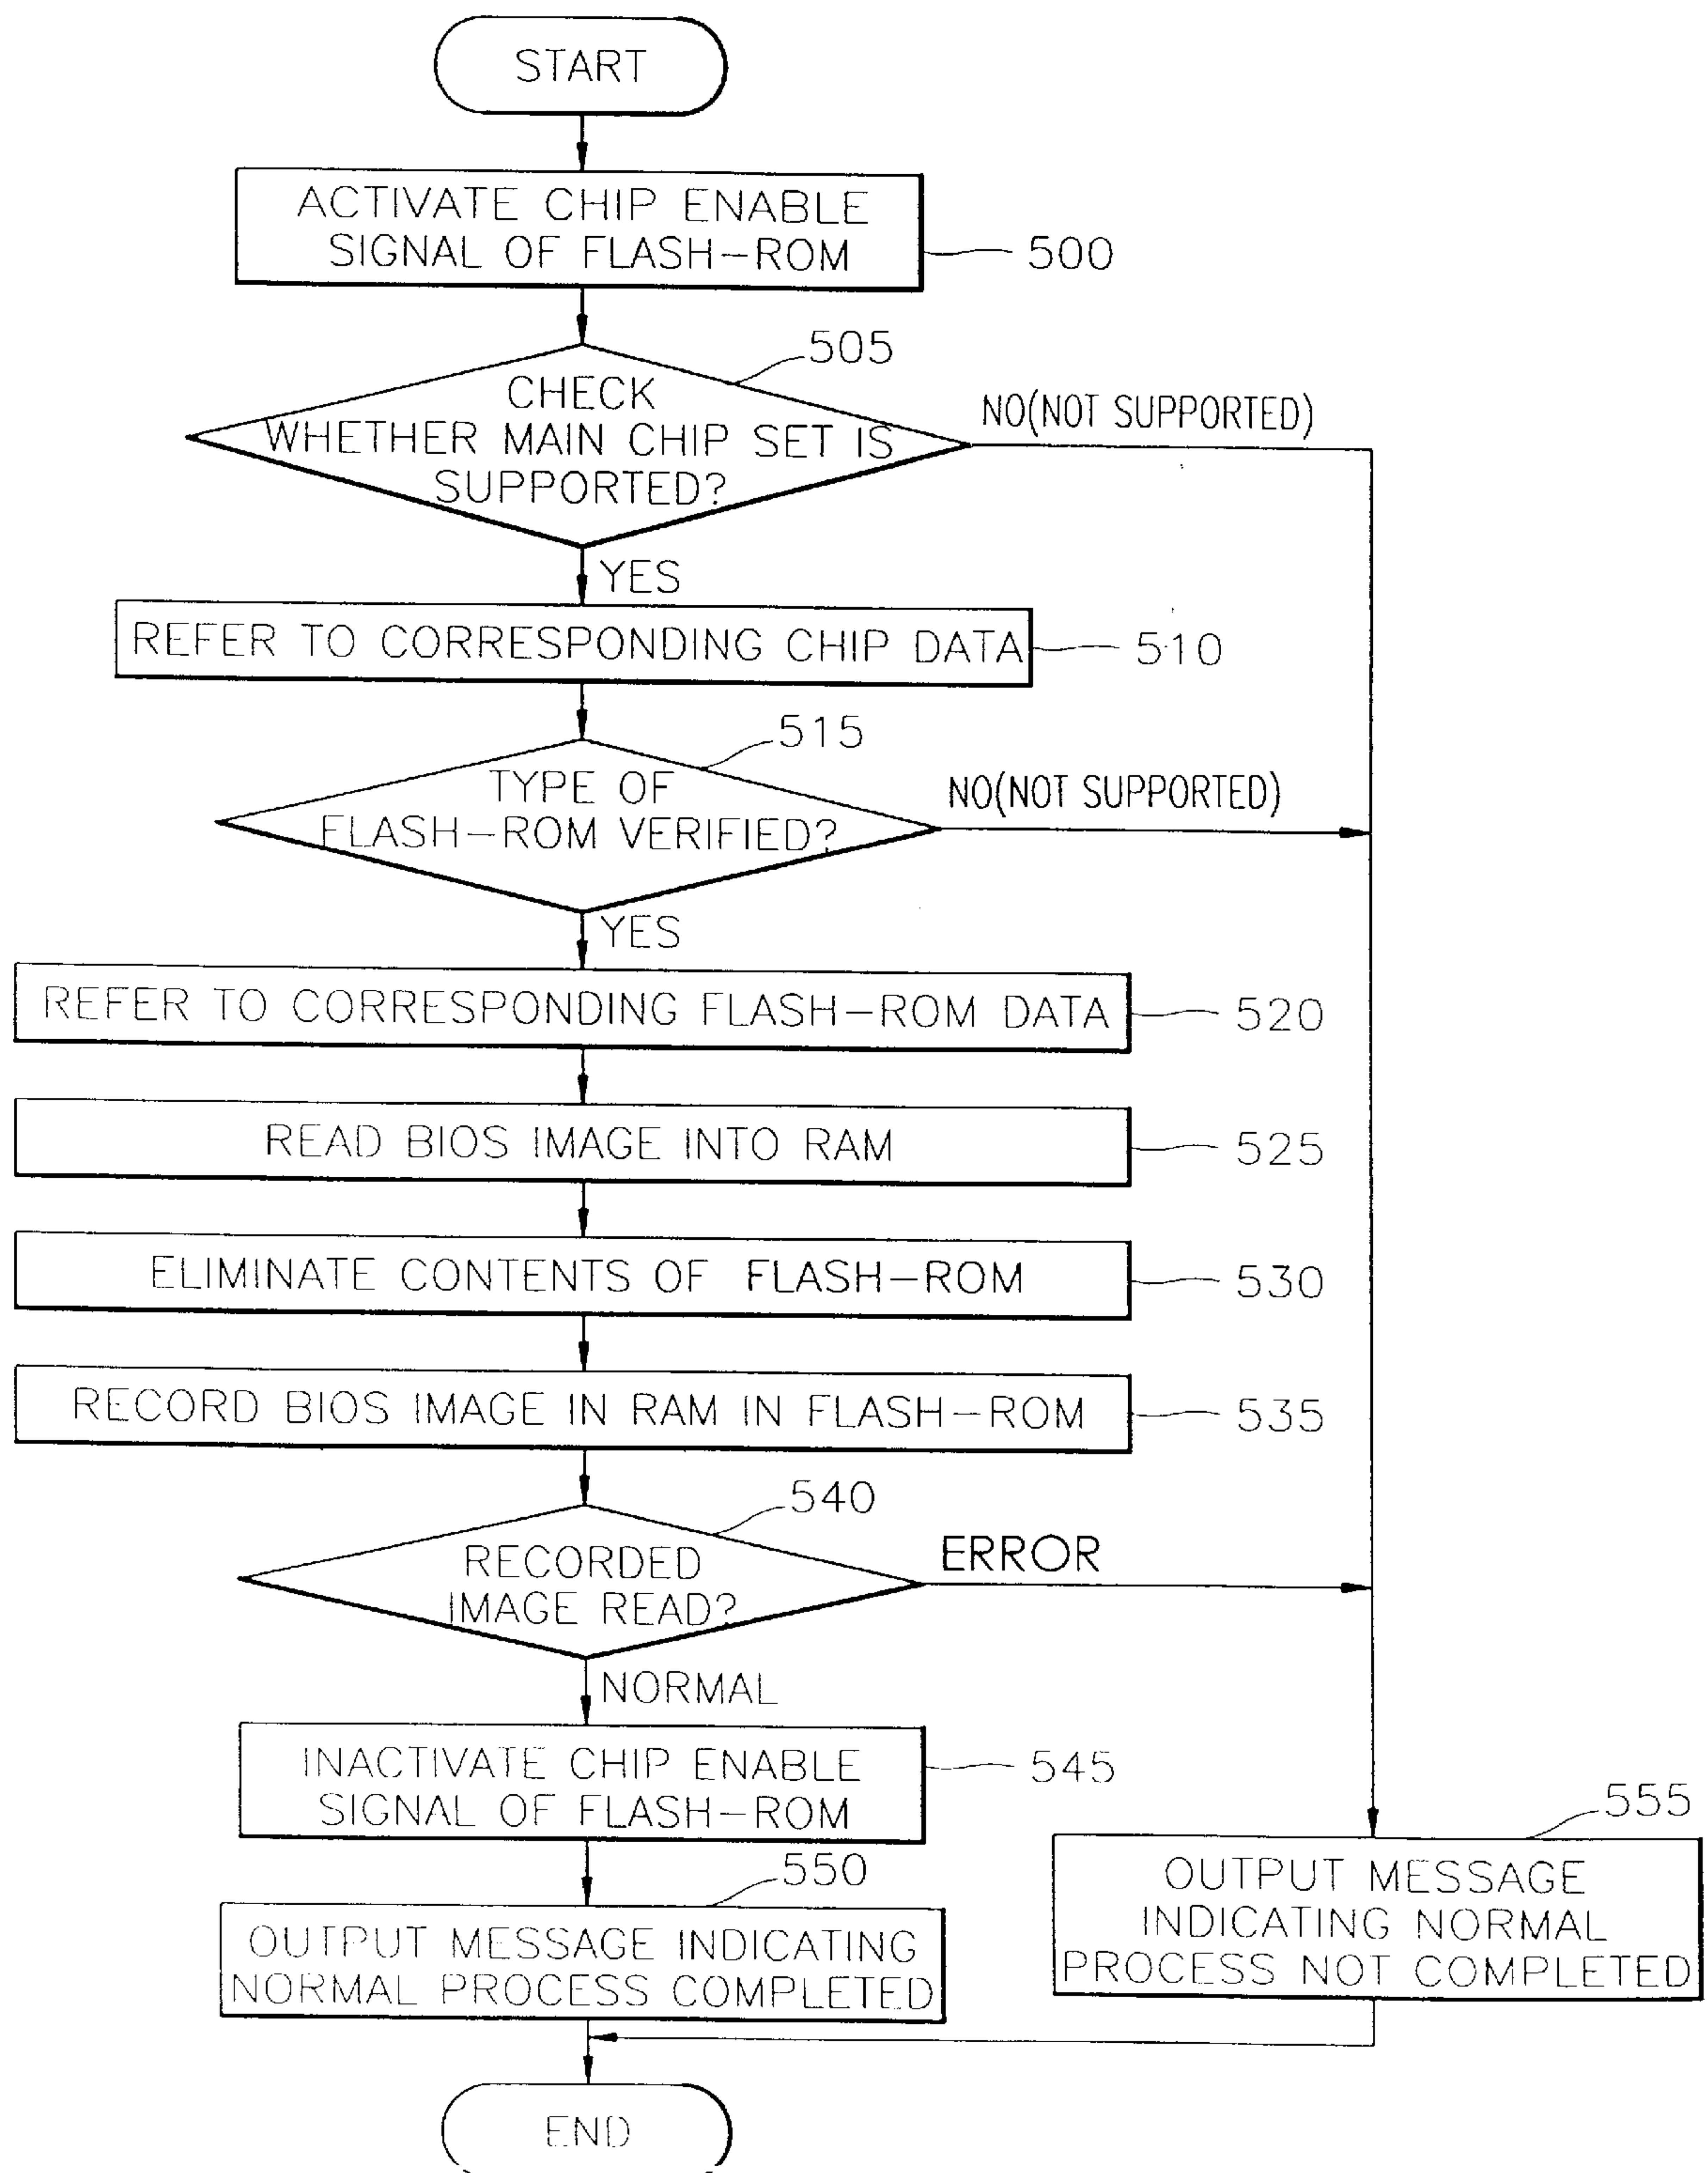 START
ACTIVATE CHIP ENABLE
SIGNAL OF FLASH-ROM
500
505
CHECK
WHETHER MAIN CHIP SET IS
SUPPORTED?
NO(NOT SUPPORTED)
YES
REFER TO CORRESPONDING CHIP DATA
510
515
TYPE OF
FLASH-ROM VERIFIED?
NO(NOT SUPPORTED)
YES
REFER TO CORRESPONDING FLASH-ROM DATA
520
READ BIOS IMAGE INTO RAM
525
ELIMINATE CONTENTS OF FLASH-ROM
530
RECORD BIOS IMAGE IN RAM IN FLASH-ROM
535
540
RECORDED
IMAGE READ?
ERROR
NORMAL
INACTIVATE CHIP ENABLE
SIGNAL OF FLASH-ROM
545
550
OUTPUT MESSAGE INDICATING
NORMAL PROCESS COMPLETED
555
OUTPUT MESSAGE
INDICATING NORMAL
PROCESS NOT COMPLETED
END